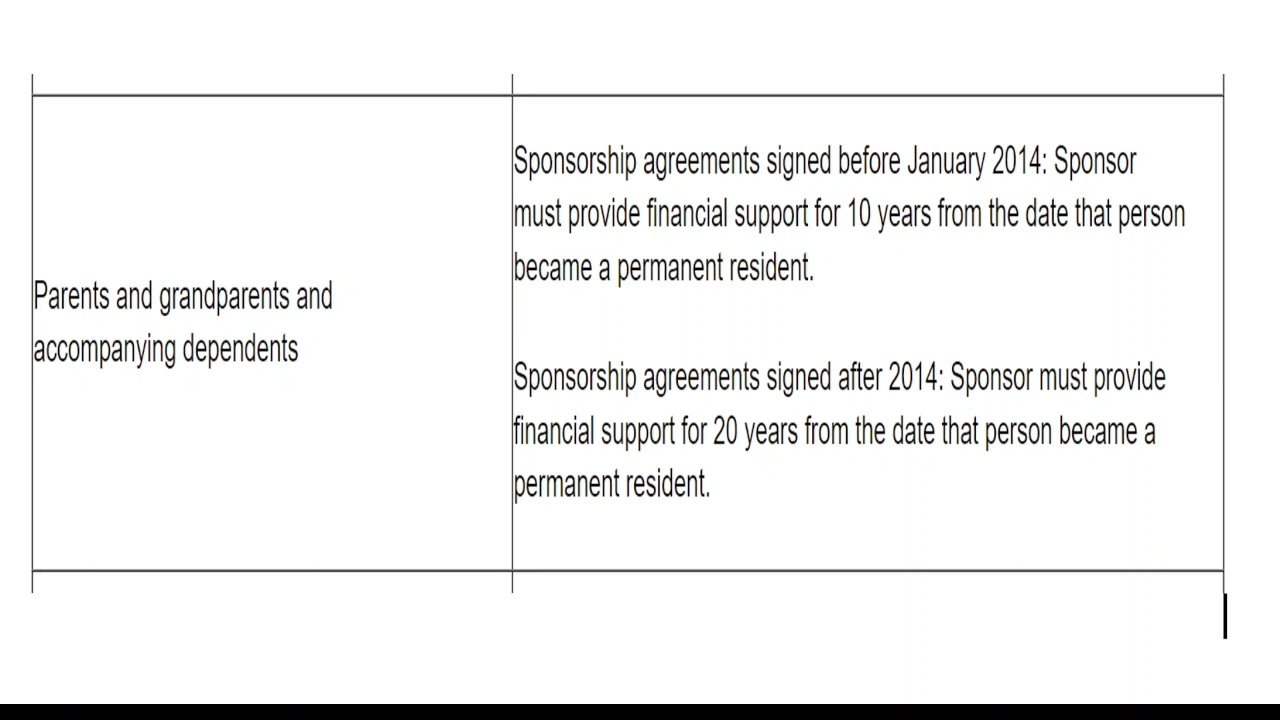 Parents and grandparents and
accompanying dependents
Sponsorship agreements signed before January 2014: Sponsor
must provide financial support for 10 years from the date that person
became a permanent resident.
Sponsorship agreements signed after 2014: Sponsor must provide
financial support for 20 years from the date that person became a
permanent resident.